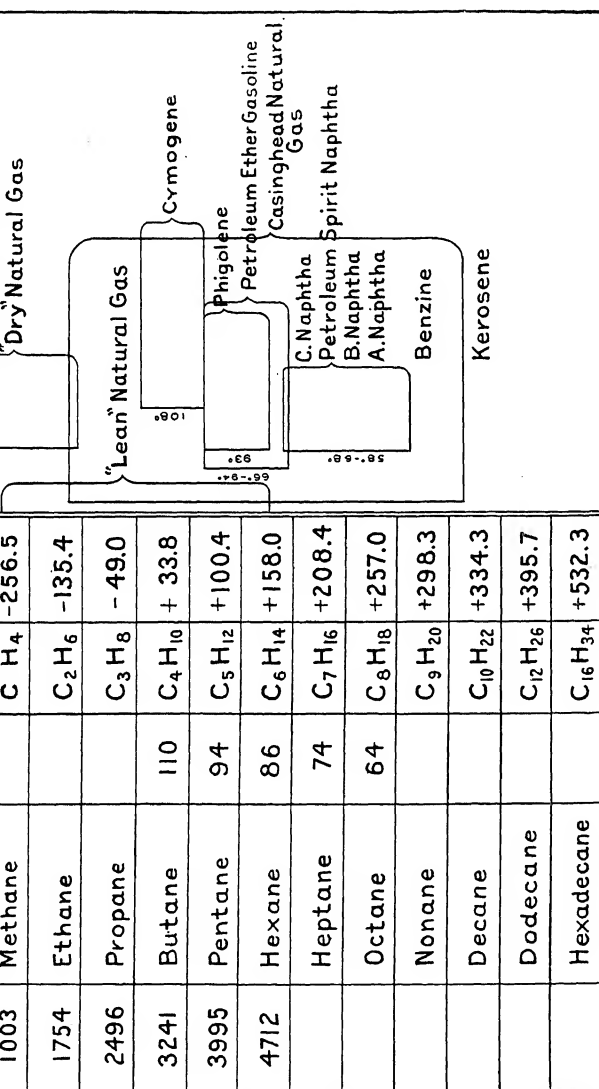 1003 Methane C H4 -256.5
1754 Ethane C2H6 -135.4
2496 Propane C3H8 -49.0
3241 Butane 110 C4H10 + 33.8
3995 Pentane 94 C5H12 +100.4
4712 Hexane 86 C6H14 +158.0
Heptane 74 C7H16 +208.4
Octane 64 C8H18 +257.0
Nonane C9H20 +298.3
Decane C10H22 +334.3
Dodecane C12H26 +395.7
Hexadecane C16H34 +532.3
"Dry" Natural Gas
"Lean" Natural Gas
108°
Cymogene
93°
Phigolene
66°-94°
Petroleum Ether Gasoline
Casinghead Natural
Gas
58°-68°
C. Naphtha
Petroleum Spirit Naphtha
B. Naphtha
A. Naphtha
Benzine
Kerosene